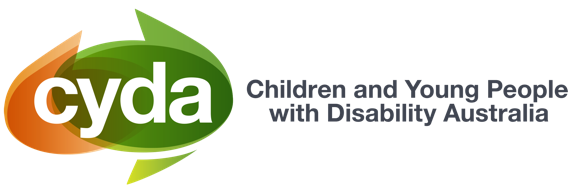 cyda
Children and Young People
with Disability Australia